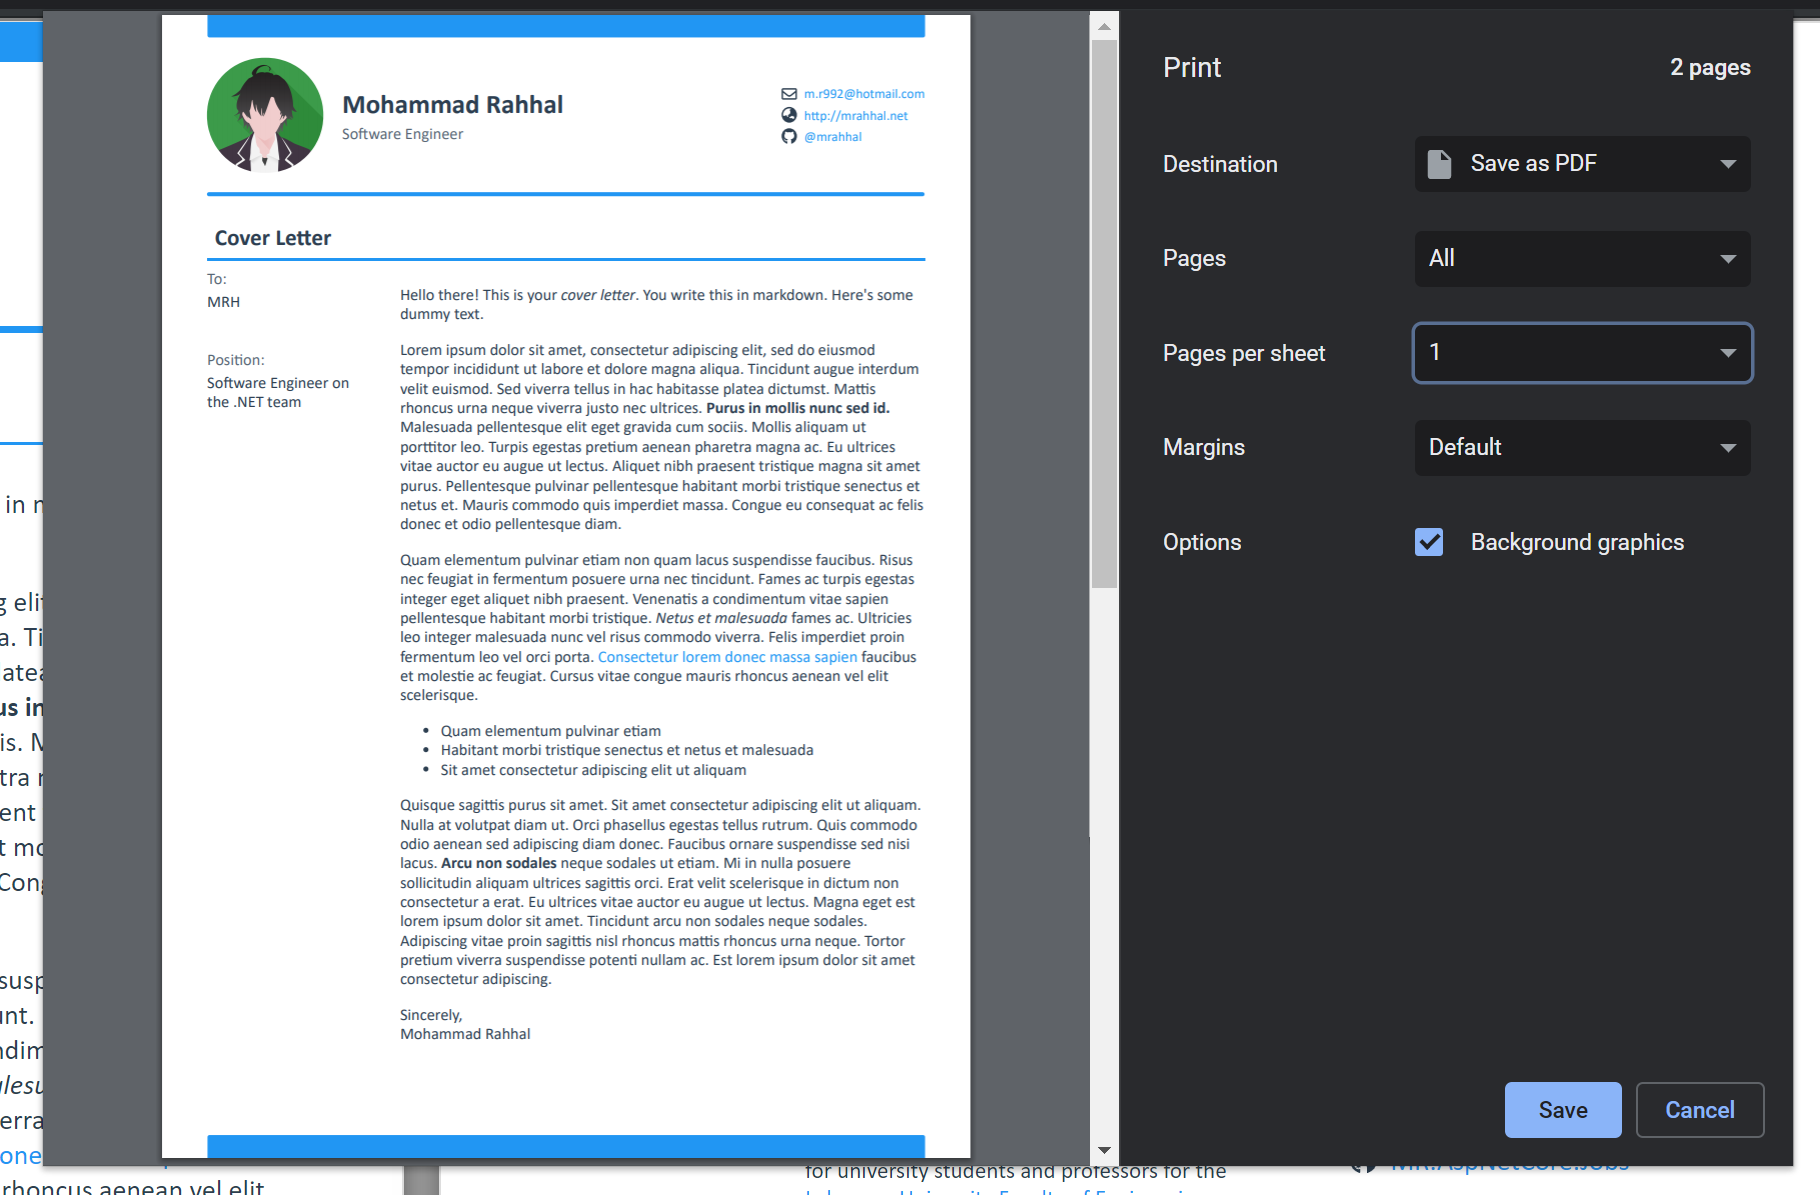 Mohammad Rahhal
Software Engineer
m.r992@hotmail.com
http://mrahhal.net
@mrahhal
Cover Letter
To:
MRH
Position:
Software Engineer on
the .NET team
Hello there! This is your cover letter. You write this in markdown. Here's some
dummy text.
Lorem ipsum dolor sit amet, consectetur adipiscing elit, sed do eiusmod
tempor incididunt ut labore et dolore magna aliqua. Tincidunt augue interdum
velit euismod. Sed viverra tellus in hac habitasse platea dictumst. Mattis
rhoncus urna neque viverra justo nec ultrices. Purus in mollis nunc sed id.
Malesuada pellentesque elit eget gravida cum sociis. Mollis aliquam ut
porttitor leo. Turpis egestas pretium aenean pharetra magna ac. Eu ultrices
vitae auctor eu augue ut lectus. Aliquet nibh praesent tristique magna sit amet
purus. Pellentesque pulvinar pellentesque habitant morbi tristique senectus et
netus et. Mauris commodo quis imperdiet massa. Congue eu consequat ac felis
donec et odio pellentesque diam.
Quam elementum pulvinar etiam non quam lacus suspendisse faucibus. Risus
nec feugiat in fermentum posuere urna nec tincidunt. Fames ac turpis egestas
integer eget aliquet nibh praesent. Venenatis a condimentum vitae sapien
pellentesque habitant morbi tristique. Netus et malesuada fames ac. Ultricies
leo integer malesuada nunc vel risus commodo viverra. Felis imperdiet proin
fermentum leo vel orci porta. Consectetur lorem donec massa sapien faucibus
et molestie ac feugiat. Cursus vitae congue mauris rhoncus aenean vel elit
scelerisque.
• Quam elementum pulvinar etiam
• Habitant morbi tristique senectus et netus et malesuada
• Sit amet consectetur adipiscing elit ut aliquam
Quisque sagittis purus sit amet. Sit amet consectetur adipiscing elit ut aliquam.
Nulla at volutpat diam ut. Orci phasellus egestas tellus rutrum. Quis commodo
odio aenean sed adipiscing diam donec. Faucibus ornare suspendisse sed nisi
lacus. Arcu non sodales neque sodales ut etiam. Mi in nulla posuere
sollicitudin aliquam ultrices sagittis orci. Erat velit scelerisque in dictum non
consectetur a erat. Eu ultrices vitae auctor eu augue ut lectus. Magna eget est
lorem ipsum dolor sit amet. Tincidunt arcu non sodales neque sodales.
Adipiscing vitae proin sagittis nisl rhoncus mattis rhoncus urna neque. Tortor
pretium viverra suspendisse potenti nullam ac. Est lorem ipsum dolor sit amet
consectetur adipiscing.
Sincerely,
Mohammad Rahhal
Print
2 pages
Destination
Save as PDF
Pages
All
Pages per sheet
1
Margins
Default
Options
Background graphics
Save
Cancel
in
rhoncus aenean vel elit
for university students and professors for the
MR.AspNetCore.Jobs